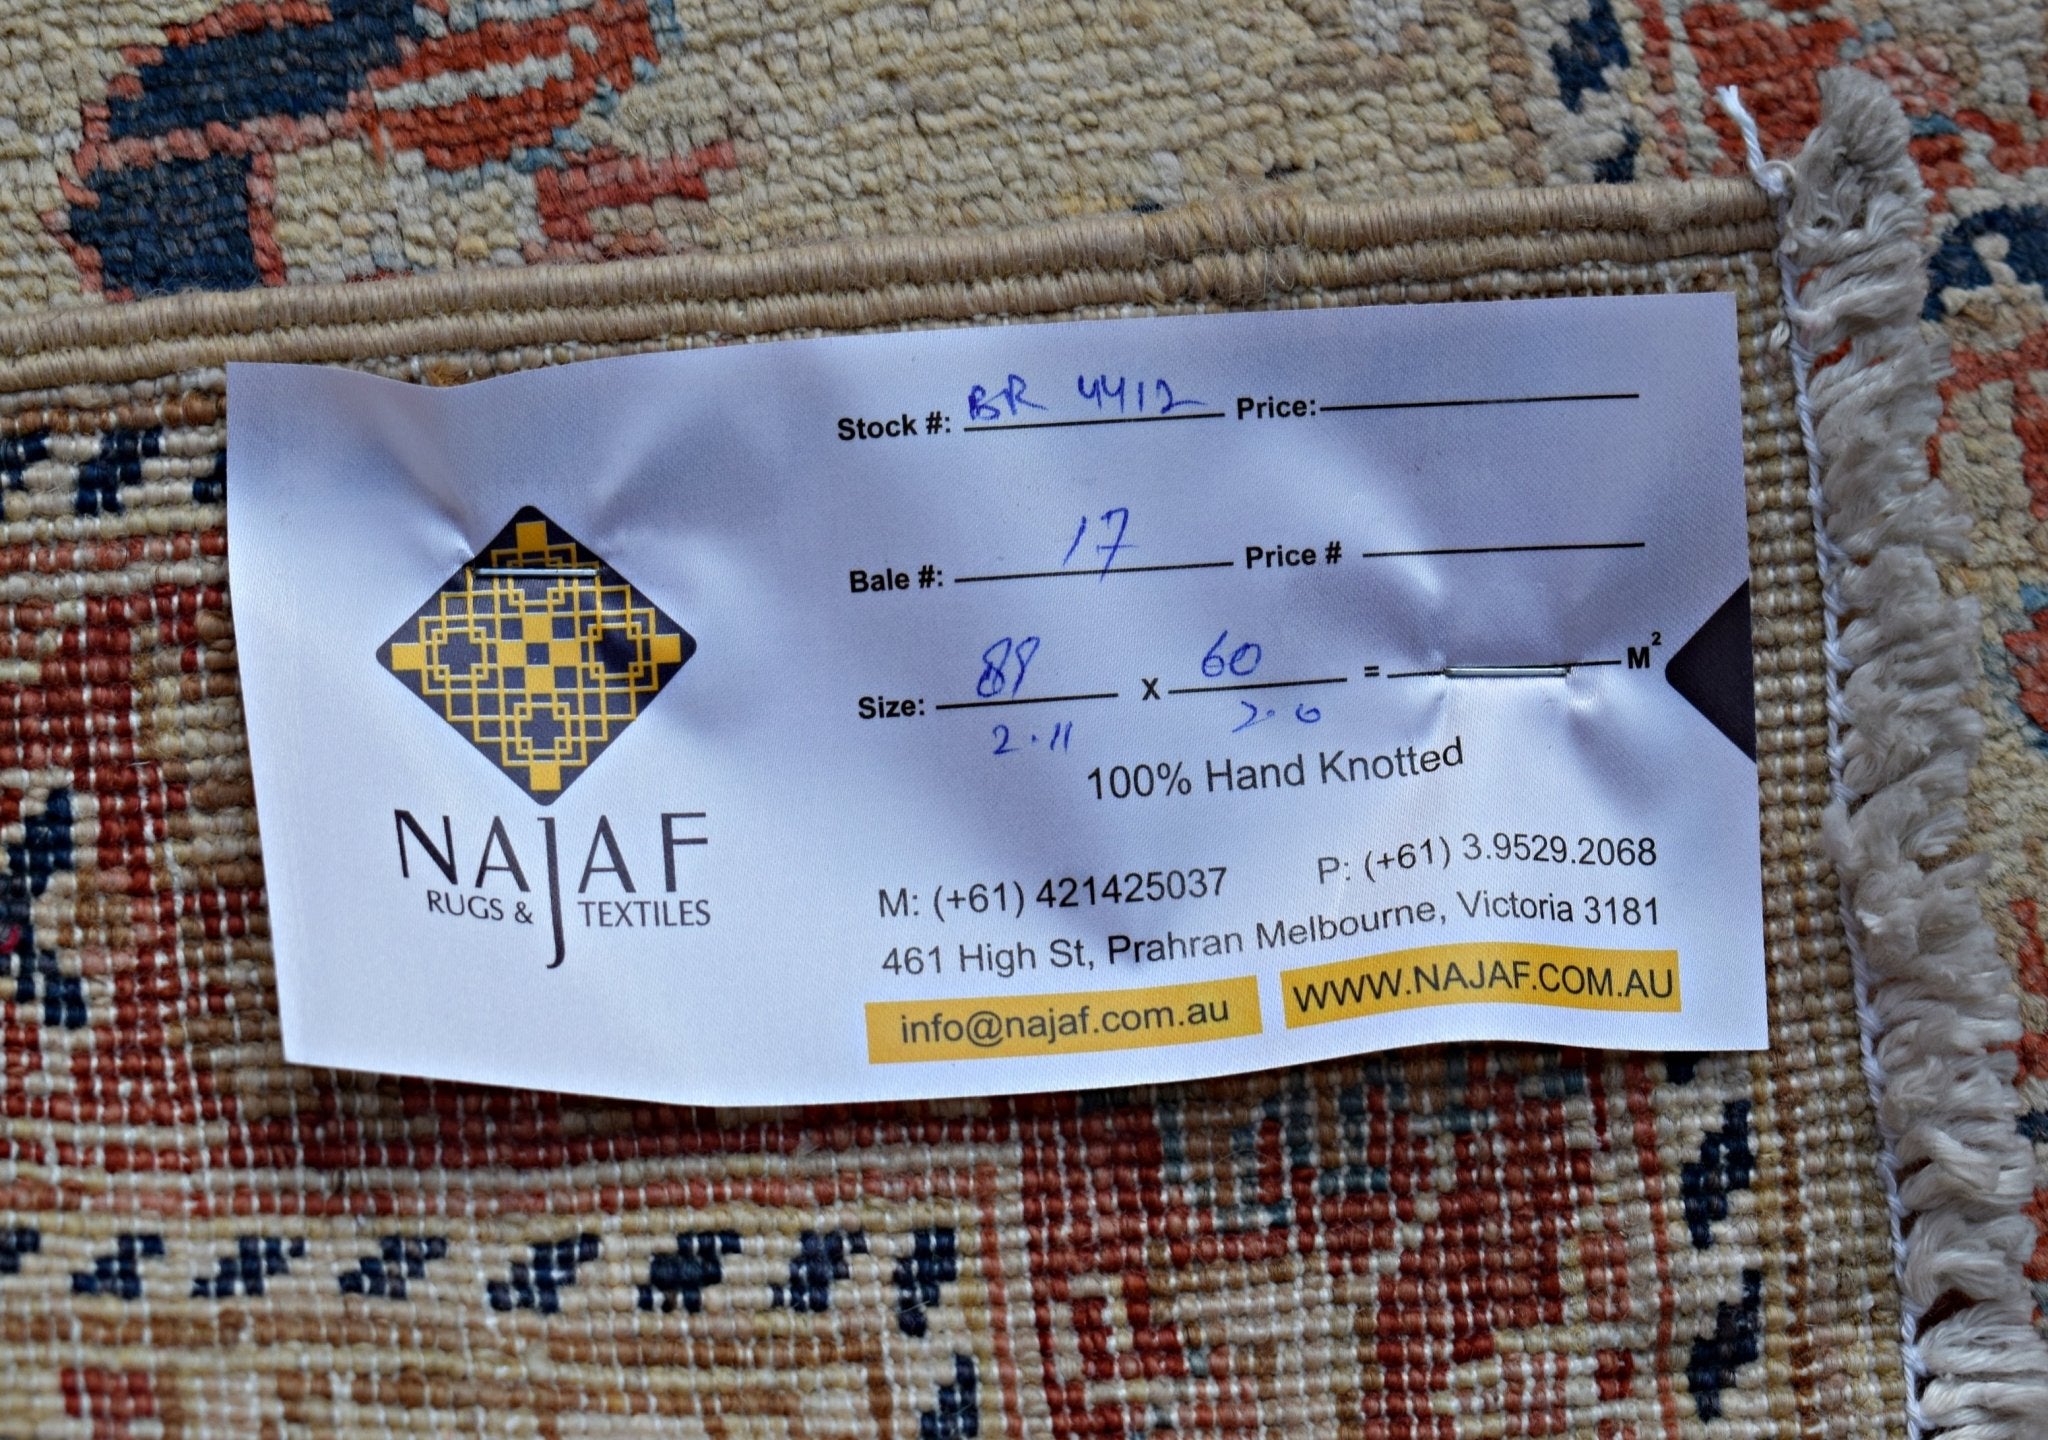 Stock #: BR 4412 Price:
Bale #: 17 Price #
Size: 89 x 60 = M²
2.11 2.0
100% Hand Knotted
M: (+61) 421425037 P: (+61) 3.9529.2068
461 High St, Prahran Melbourne, Victoria 3181
info@najaf.com.au WWW.NAJAF.COM.AU
NAJAF
RUGS & TEXTILES